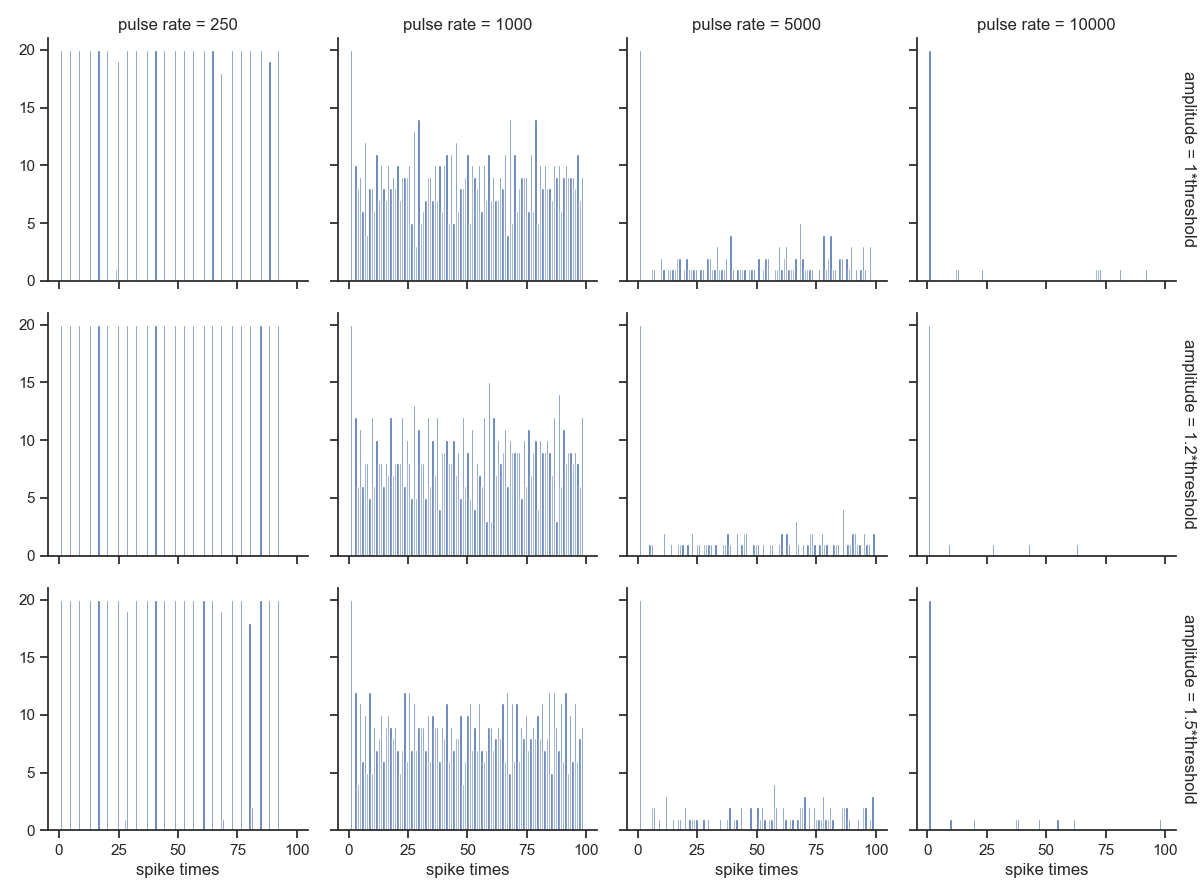 pulse rate = 250 pulse rate = 1000 pulse rate = 5000 pulse rate = 10000
20
15
10
5
0
amplitude = 1*threshold
20
15
10
5
0
amplitude = 1.2*threshold
20
15
10
5
0
amplitude = 1.5*threshold
0 25 50 75 100 0 25 50 75 100 0 25 50 75 100 0 25 50 75 100
spike times spike times spike times spike times